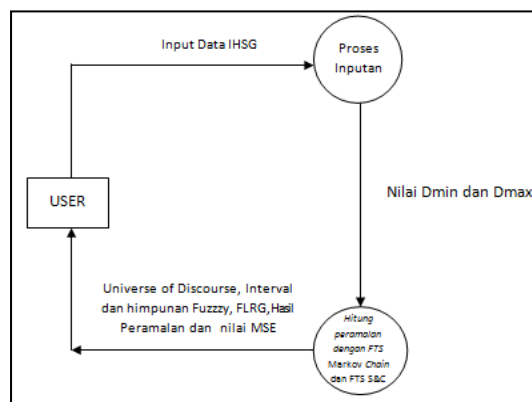 Input Data IHSG
Proses
Inputan
USER
Nilai Dmin dan Dmax
Universe of Discourse, Interval
dan himpunan Fuzzzy, FLRG,Hasil
Peramalan dan nilai MSE
Hitung
peramalan
dengan FTS
Markov Chain
dan FTS S&C